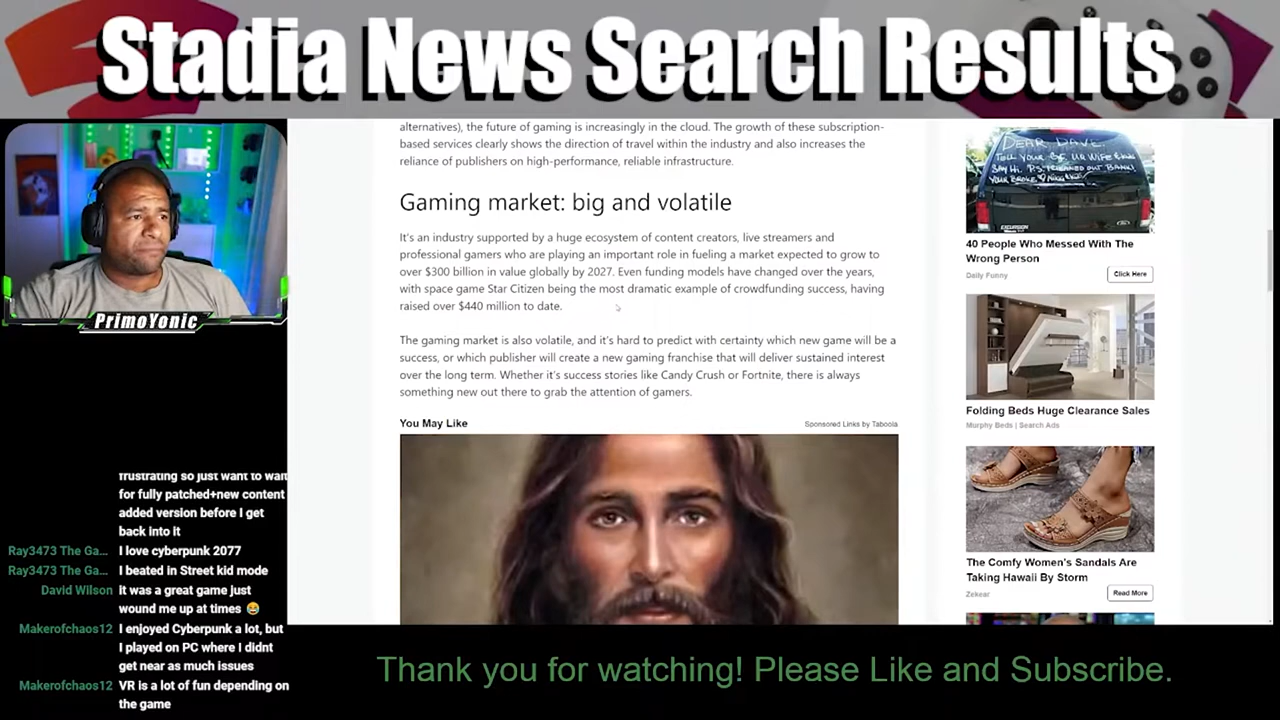 Stadia News Search Results
alternatives), the future of gaming is increasingly in the cloud. The growth of these subscription-
based services clearly shows the direction of travel within the industry and also increases the
reliance of publishers on high-performance, reliable infrastructure.
Gaming market: big and volatile
It's an industry supported by a huge ecosystem of content creators, live streamers and
professional gamers who are playing an important role in fueling a market expected to grow to
over $300 billion in value globally by 2027. Even funding models have changed over the years,
with space game Star Citizen being the most dramatic example of crowdfunding success, having
raised over $440 million to date.
The gaming market is also volatile, and it's hard to predict with certainty which new game will be a
success, or which publisher will create a new gaming franchise that will deliver sustained interest
over the long term. Whether it's success stories like Candy Crush or Fortnite, there is always
something new out there to grab the attention of gamers.
You May Like
Sponsored Links by Taboola
DEAR DAVE,
EXCURSION
40 People Who Messed With The
Wrong Person
Daily Funny
Click Here
Folding Beds Huge Clearance Sales
Murphy Beds | Search Ads
The Comfy Women's Sandals Are
Taking Hawaii By Storm
Zekear
Read More
PrimoYonic
frustrating so just want to wait
for fully patched+new content
added version before I get
back into it
Ray3473 The Ga... I love cyberpunk 2077
Ray3473 The Ga... I beated in Street kid mode
David Wilson it was a great game just
wound me up at times 😂
Makerofchaos12 I enjoyed Cyberpunk a lot, but
I played on PC where I didnt
get near as much issues
Makerofchaos12 VR is a lot of fun depending on
the game
Thank you for watching! Please Like and Subscribe.